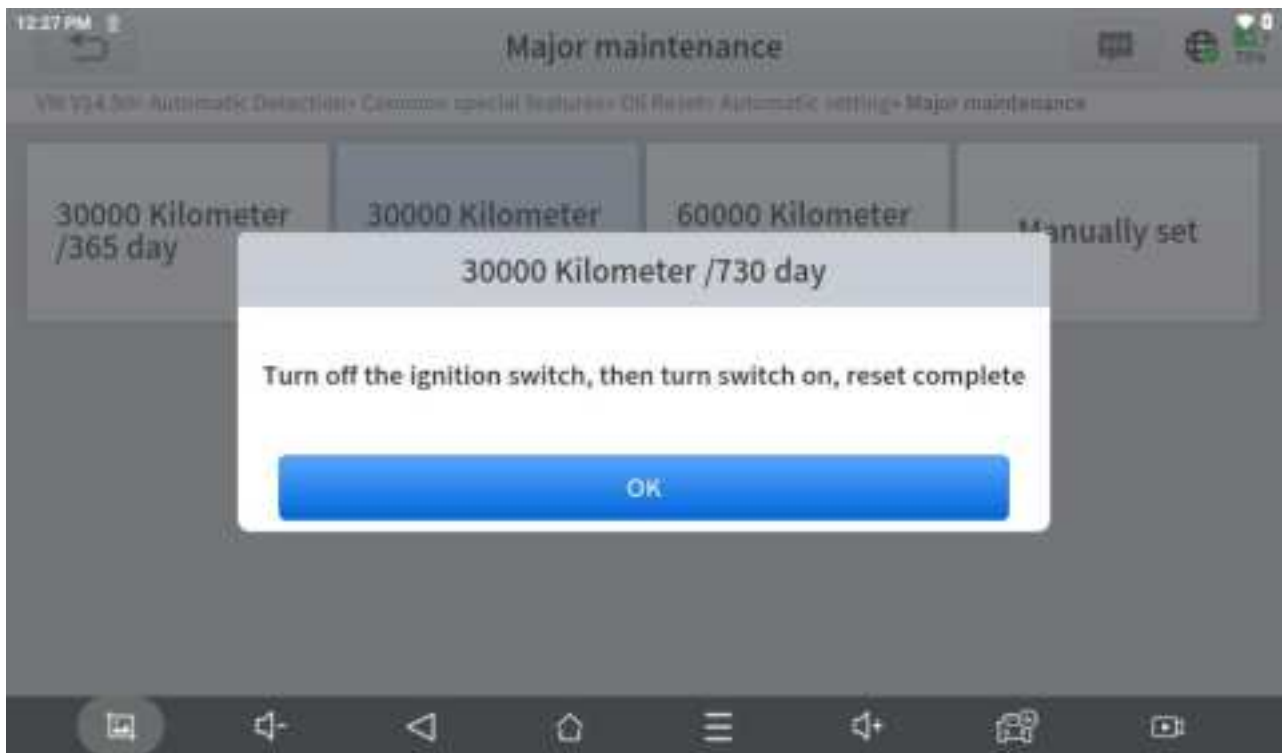 12:27 PM
Major maintenance
VW V14.50> Automatic Detection> Common special features> Oil Reset> Automatic setting> Major maintenance
30000 Kilometer
/365 day
30000 Kilometer
60000 Kilometer
Manually set
30000 Kilometer /730 day
Turn off the ignition switch, then turn switch on, reset complete
OK